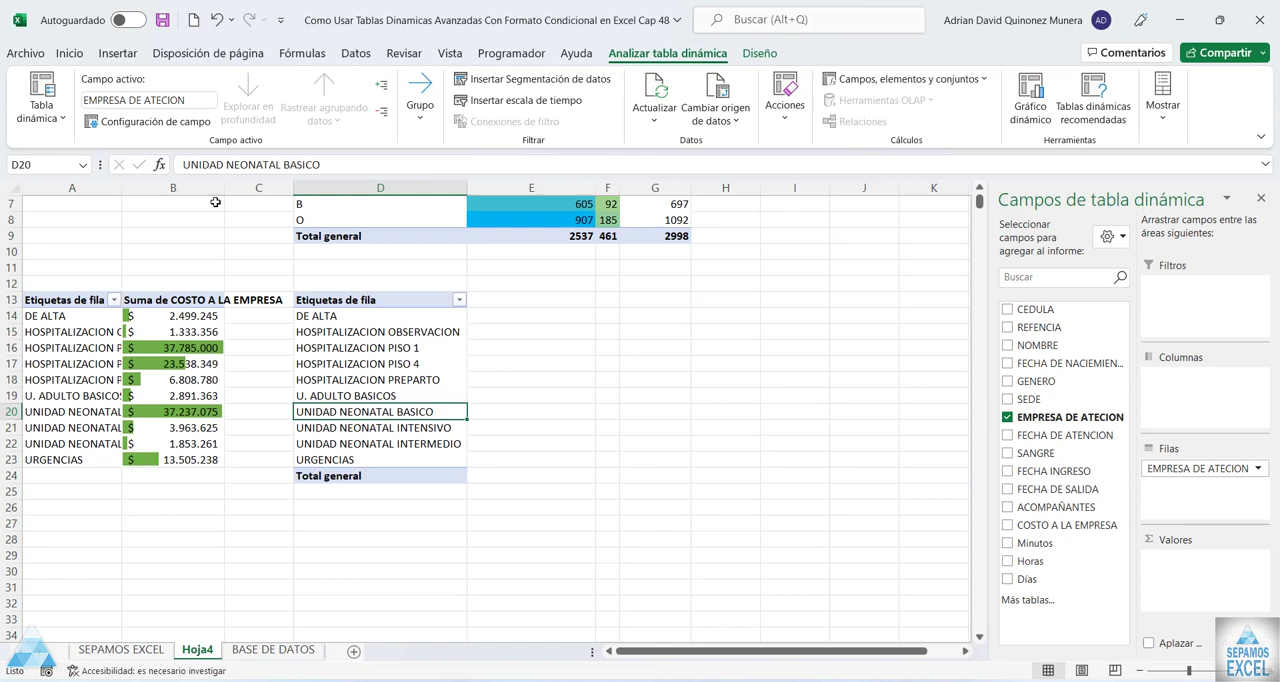 Autoguardado
Como Usar Tablas Dinamicas Avanzadas Con Formato Condicional en Excel Cap 48
Buscar (Alt+Q)
Adrian David Quinonez Munera
AD
Archivo Inicio Insertar Disposición de página Fórmulas Datos Revisar Vista Programador Ayuda Analizar tabla dinámica Diseño
Comentarios
Compartir
Tabla dinámica
Campo activo:
EMPRESA DE ATECION
Configuración de campo
Explorar en profundidad
Rastrear agrupando datos
Campo activo
Grupo
Insertar Segmentación de datos
Insertar escala de tiempo
Conexiones de filtro
Filtrar
Actualizar
Cambiar origen de datos
Datos
Acciones
Campos, elementos y conjuntos
Herramientas OLAP
Relaciones
Cálculos
Gráfico dinámico
Tablas dinámicas recomendadas
Herramientas
Mostrar
D20
fx
UNIDAD NEONATAL BASICO
A B C D E F G H I J K
7 B 605 92 697
8 O 907 185 1092
9 Total general 2537 461 2998
10
11
12
13 Etiquetas de fila Suma de COSTO A LA EMPRESA Etiquetas de fila
14 DE ALTA $ 2.499.245 DE ALTA
15 HOSPITALIZACION O $ 1.333.356 HOSPITALIZACION OBSERVACION
16 HOSPITALIZACION P $ 37.785.000 HOSPITALIZACION PISO 1
17 HOSPITALIZACION P $ 23.538.349 HOSPITALIZACION PISO 4
18 HOSPITALIZACION P $ 6.808.780 HOSPITALIZACION PREPARTO
19 U. ADULTO BASICOS $ 2.891.363 U. ADULTO BASICOS
20 UNIDAD NEONATAL $ 37.237.075 UNIDAD NEONATAL BASICO
21 UNIDAD NEONATAL $ 3.963.625 UNIDAD NEONATAL INTENSIVO
22 UNIDAD NEONATAL $ 1.853.261 UNIDAD NEONATAL INTERMEDIO
23 URGENCIAS $ 13.505.238 URGENCIAS
24 Total general
25
26
27
28
29
30
31
32
33
34
Campos de tabla dinámica
Seleccionar campos para agregar al informe:
Buscar
CEDULA
REFENCIA
NOMBRE
FECHA DE NACIEMIEN...
GENERO
SEDE
EMPRESA DE ATECION
FECHA DE ATENCION
SANGRE
FECHA INGRESO
FECHA DE SALIDA
ACOMPAÑANTES
COSTO A LA EMPRESA
Minutos
Horas
Días
Más tablas...
Arrastrar campos entre las áreas siguientes:
Filtros
Columnas
Filas
EMPRESA DE ATECION
Σ Valores
Aplazar ...
SEPAMOS EXCEL
Hoja4
BASE DE DATOS
Listo
Accesibilidad: es necesario investigar
SEPAMOS
EXCEL